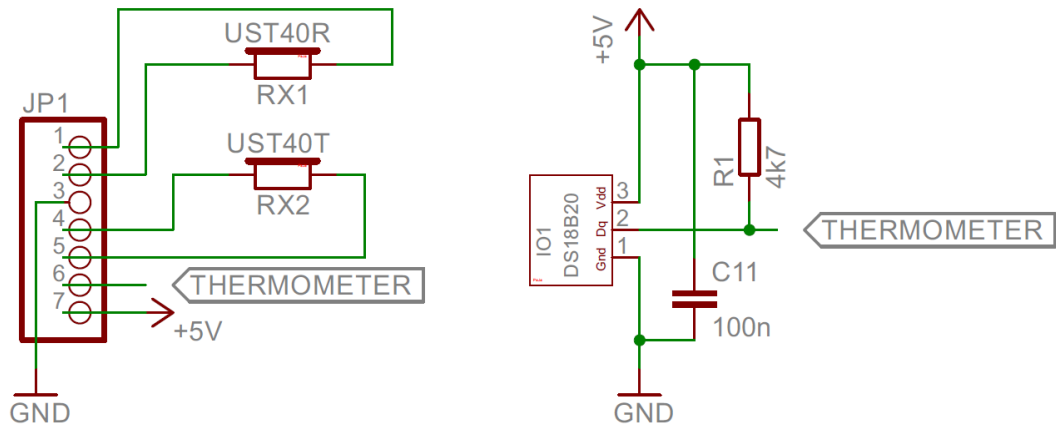 UST40R
RX1
JP1
1
2
3
4
5
6
7
UST40T
RX2
THERMOMETER
+5V
GND
+5V
R1
4k7
IO1
DS18B20
Vdd
3
Dq
2
Gnd
1
THERMOMETER
C11
100n
GND